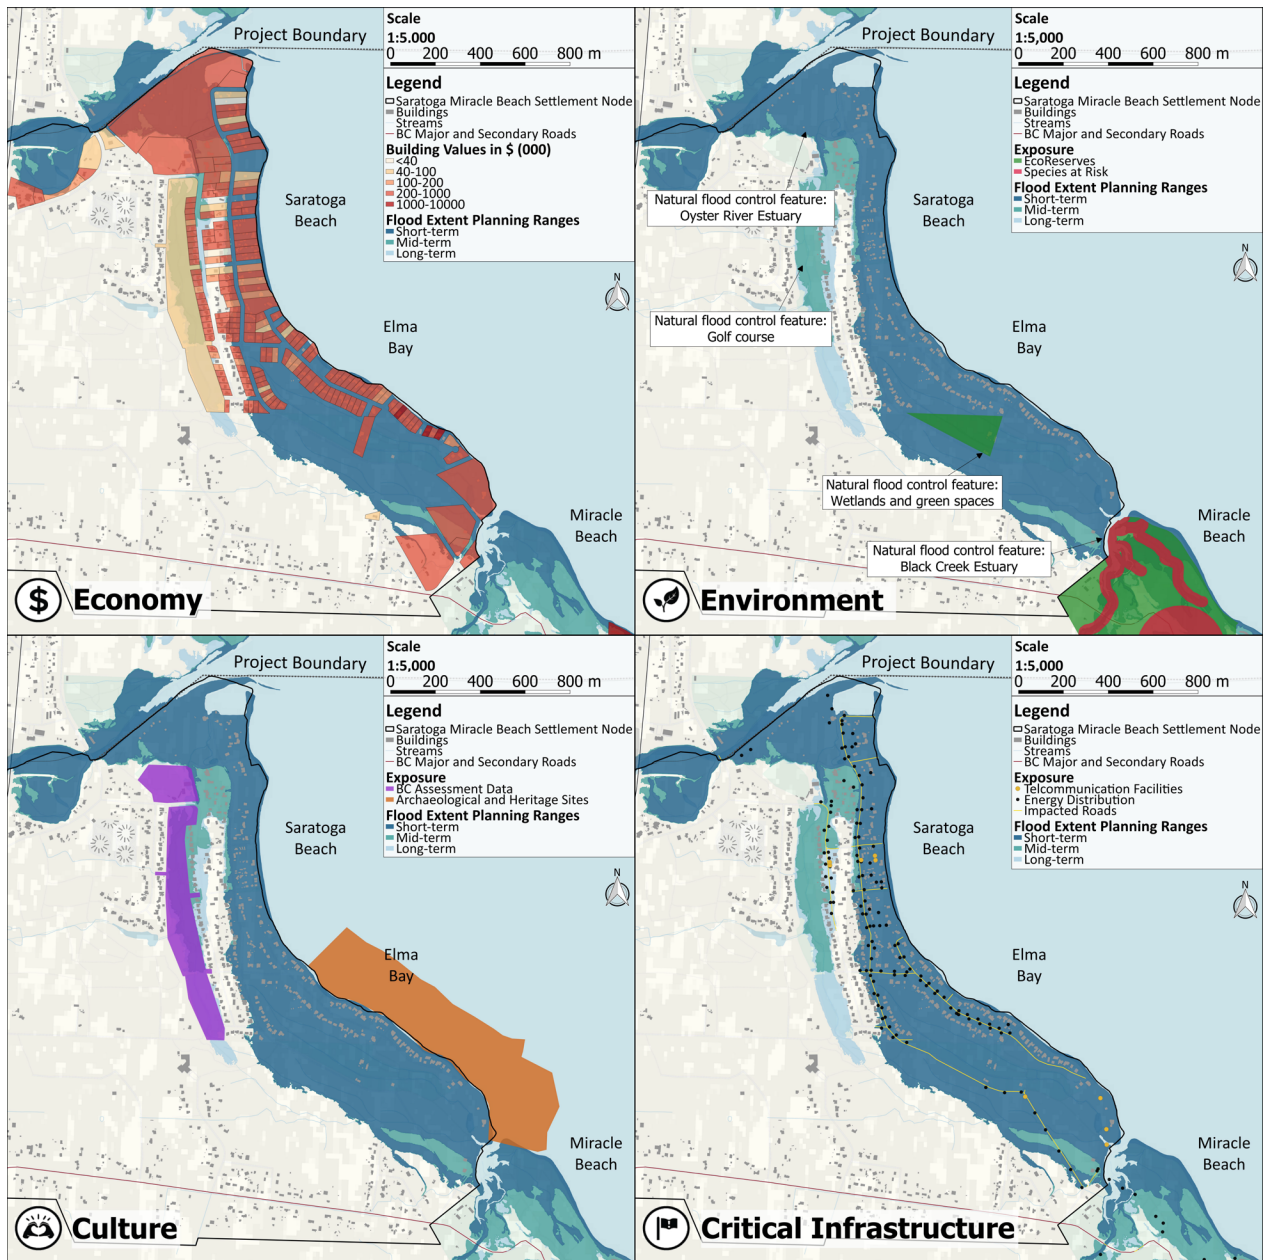 Project Boundary
Scale
1:5,000
0 200 400 600 800 m
Legend
Saratoga Miracle Beach Settlement Node
Buildings
Streams
BC Major and Secondary Roads
Building Values in $ (000)
<40
40-100
100-200
200-1000
1000-10000
Flood Extent Planning Ranges
Short-term
Mid-term
Long-term
N
Saratoga
Beach
Elma
Bay
Miracle
Beach
$ Economy
Project Boundary
Scale
1:5,000
0 200 400 600 800 m
Legend
Saratoga Miracle Beach Settlement Node
Buildings
Streams
BC Major and Secondary Roads
Exposure
EcoReserves
Species at Risk
Flood Extent Planning Ranges
Short-term
Mid-term
Long-term
N
Natural flood control feature:
Oyster River Estuary
Saratoga
Beach
Natural flood control feature:
Golf course
Elma
Bay
Natural flood control feature:
Wetlands and green spaces
Miracle
Beach
Natural flood control feature:
Black Creek Estuary
Environment
Project Boundary
Scale
1:5,000
0 200 400 600 800 m
Legend
Saratoga Miracle Beach Settlement Node
Buildings
Streams
BC Major and Secondary Roads
Exposure
BC Assessment Data
Archaeological and Heritage Sites
Flood Extent Planning Ranges
Short-term
Mid-term
Long-term
N
Saratoga
Beach
Elma
Bay
Miracle
Beach
Culture
Project Boundary
Scale
1:5,000
0 200 400 600 800 m
Legend
Saratoga Miracle Beach Settlement Node
Buildings
Streams
BC Major and Secondary Roads
Exposure
Telcommunication Facilities
Energy Distribution
Impacted Roads
Flood Extent Planning Ranges
Short-term
Mid-term
Long-term
N
Saratoga
Beach
Elma
Bay
Miracle
Beach
Critical Infrastructure